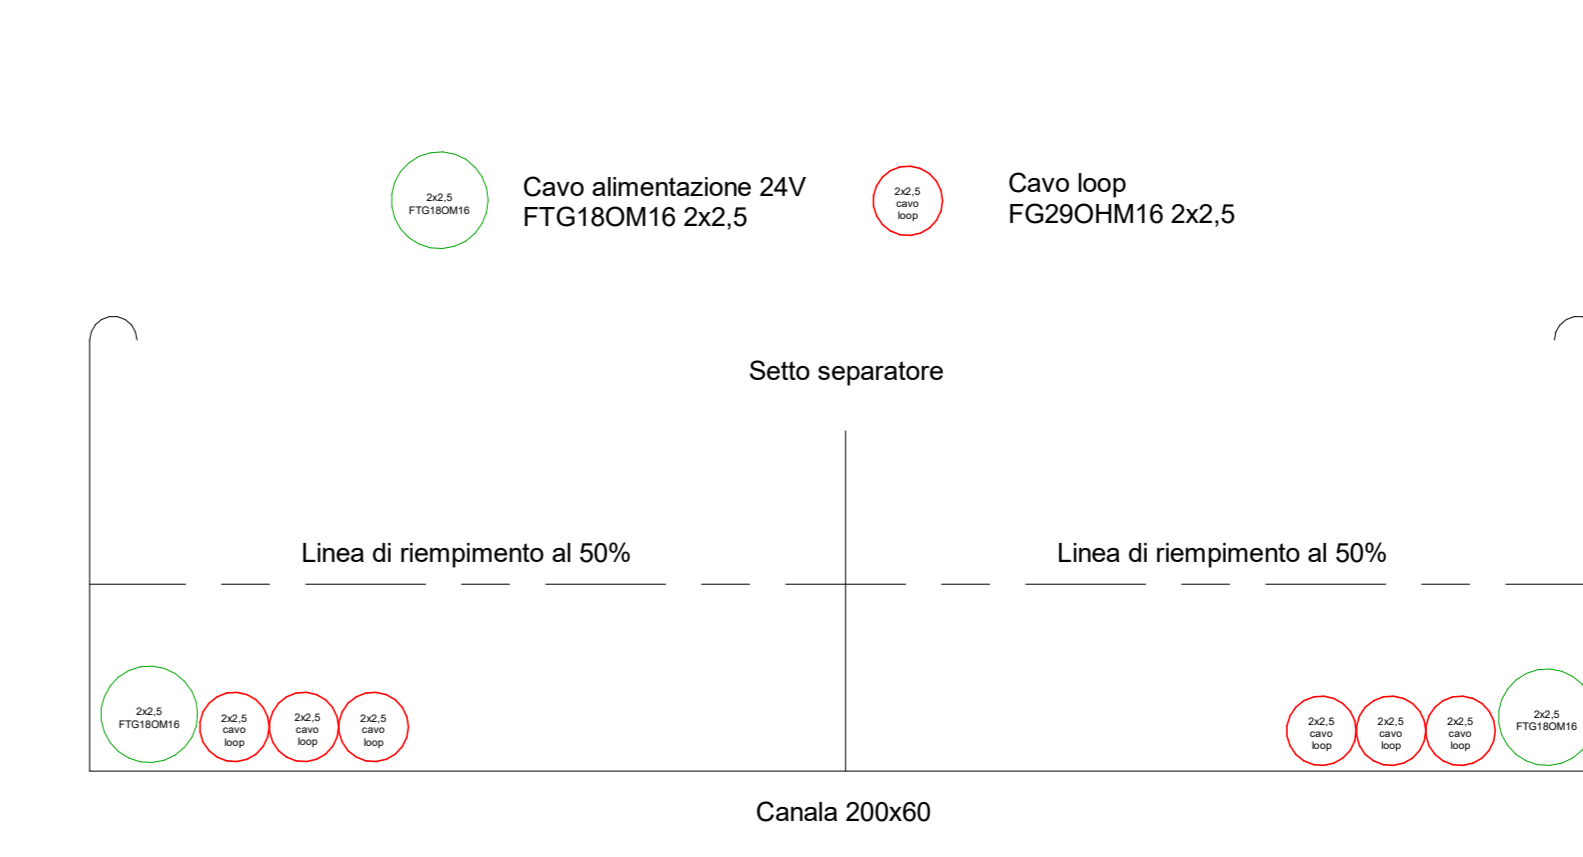 2x2,5
FTG18OM16
Cavo alimentazione 24V
FTG18OM16 2x2,5
2x2,5
cavo
loop
Cavo loop
FG29OHM16 2x2,5
Setto separatore
Linea di riempimento al 50%
Linea di riempimento al 50%
2x2,5
FTG18OM16
2x2,5
cavo
loop
2x2,5
cavo
loop
2x2,5
cavo
loop
2x2,5
cavo
loop
2x2,5
cavo
loop
2x2,5
cavo
loop
2x2,5
FTG18OM16
Canala 200x60